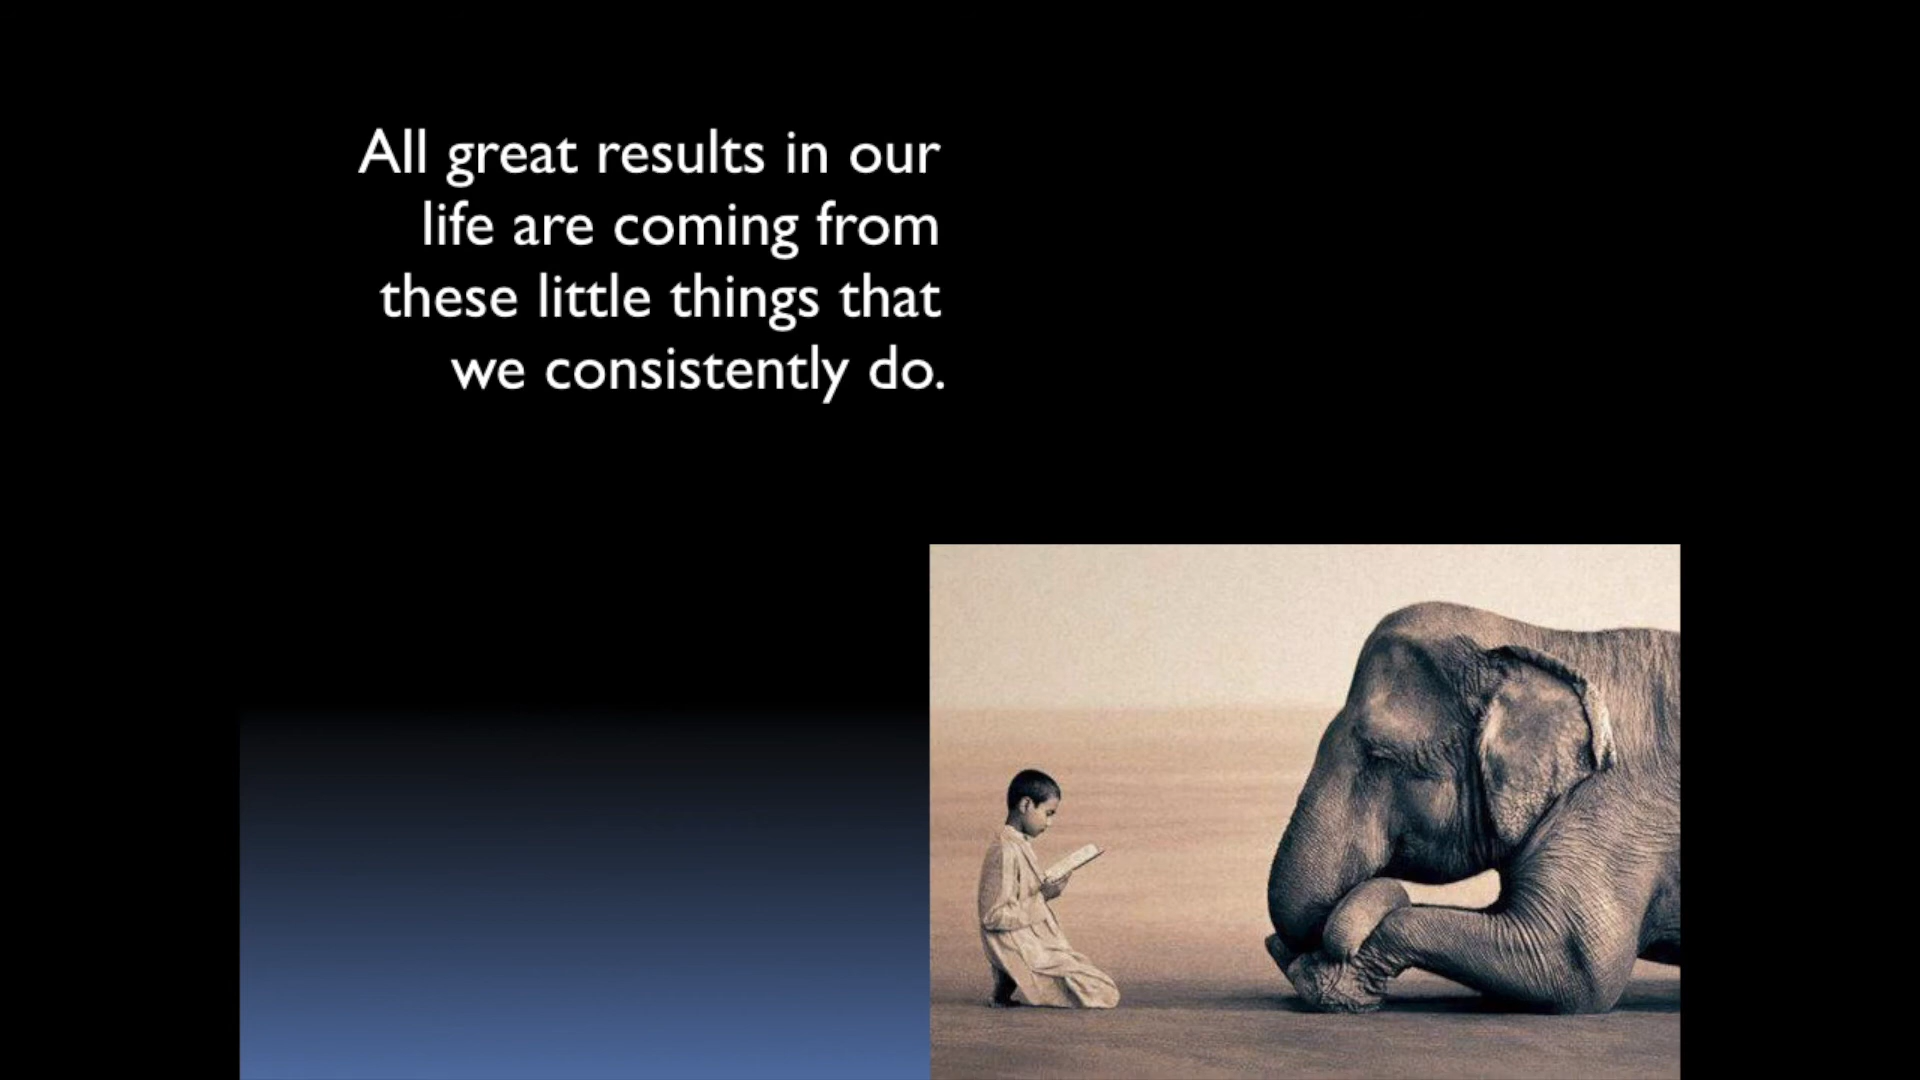 All great results in our
life are coming from
these little things that
we consistently do.